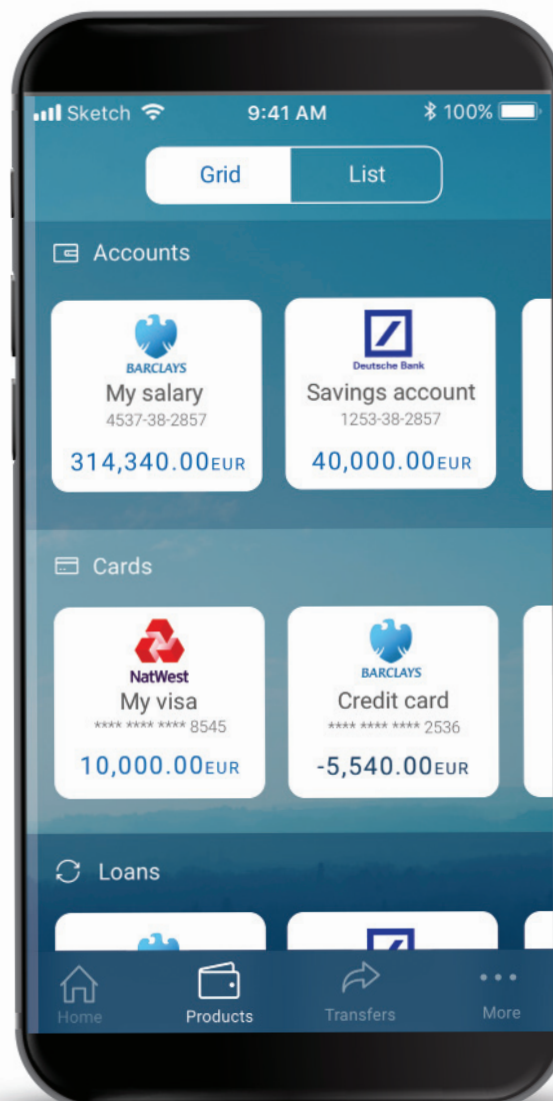 Sketch 9:41 AM 100%
Grid List
Accounts
BARCLAYS
My salary
4537-38-2857
314,340.00EUR
Deutsche Bank
Savings account
1253-38-2857
40,000.00EUR
Cards
NatWest
My visa
**** **** **** 8545
10,000.00EUR
BARCLAYS
Credit card
**** **** **** 2536
-5,540.00EUR
Loans
Home Products Transfers More